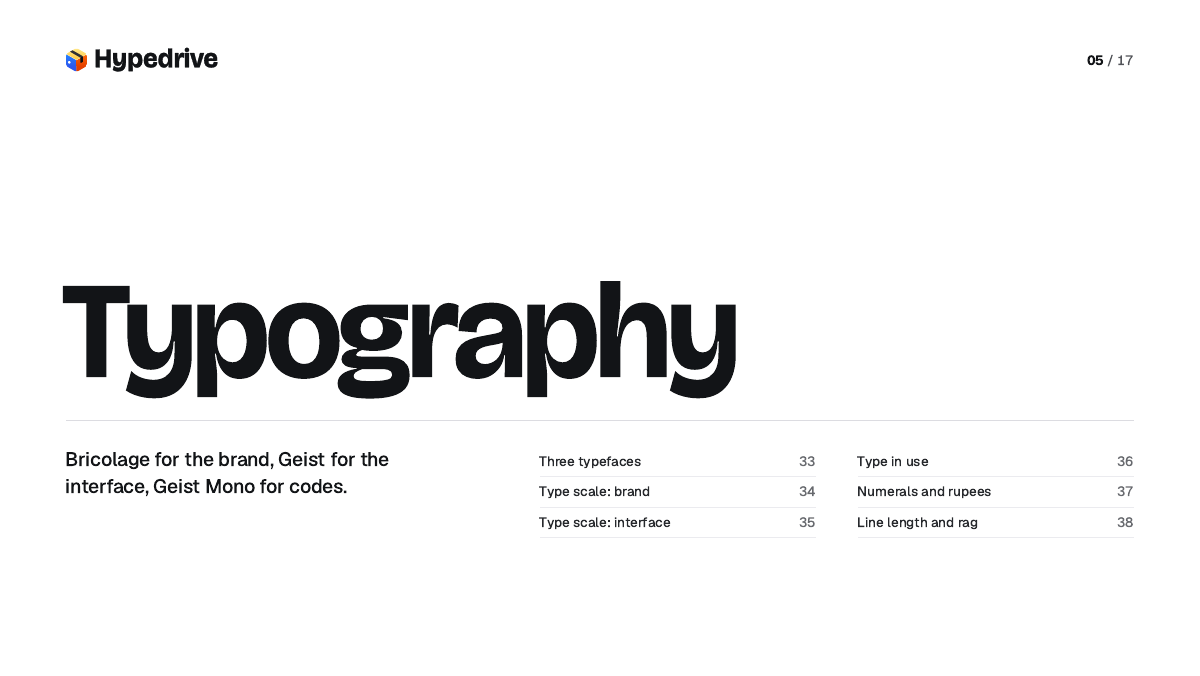 Hypedrive
05 / 17
Typography
Bricolage for the brand, Geist for the
interface, Geist Mono for codes.
Three typefaces 33
Type scale: brand 34
Type scale: interface 35
Type in use 36
Numerals and rupees 37
Line length and rag 38